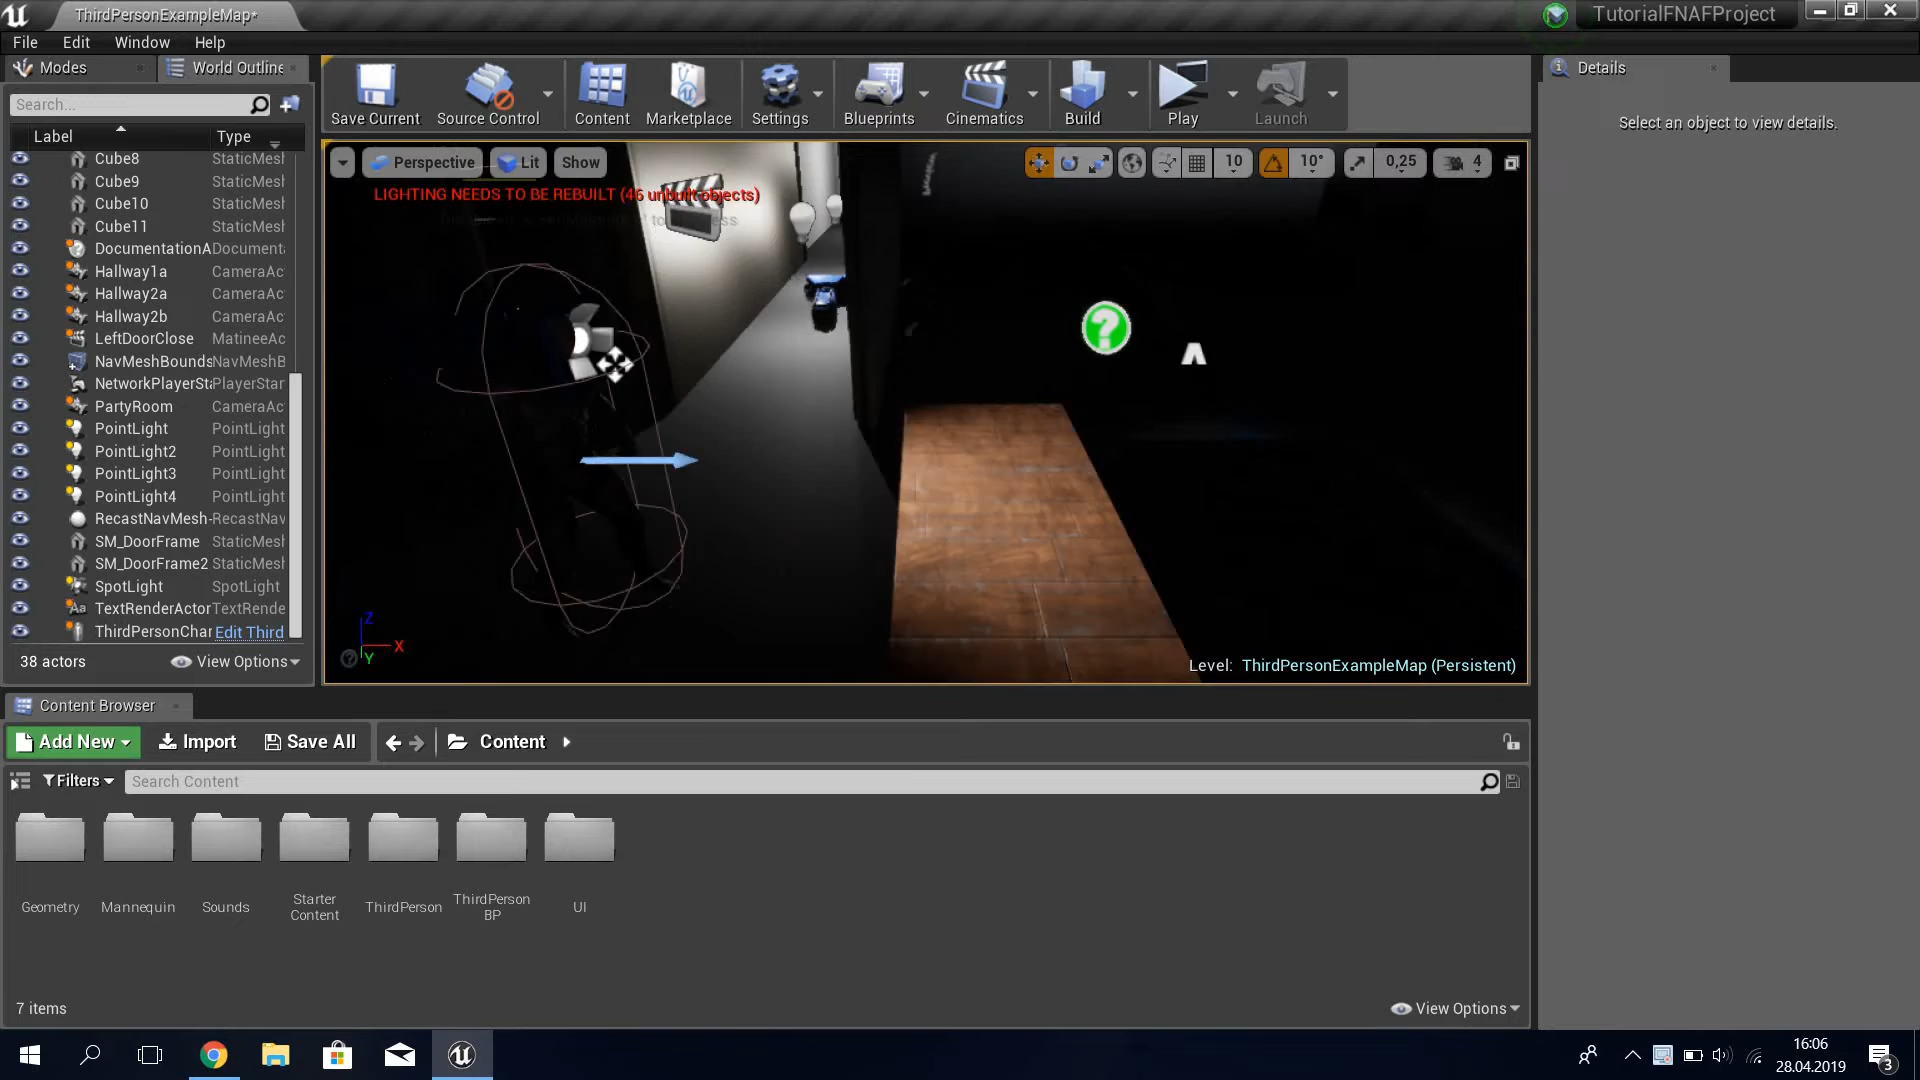 ThirdPersonExampleMap*
TutorialFNAFProject
File Edit Window Help
Modes
World Outline
Details
Search...
Save Current
Source Control
Content
Marketplace
Settings
Blueprints
Cinematics
Build
Play
Launch
Select an object to view details.
Label Type
Cube8 StaticMesh
Cube9 StaticMesh
Cube10 StaticMesh
Cube11 StaticMesh
DocumentationA Documenta
Hallway1a CameraAc
Hallway2a CameraAc
Hallway2b CameraAc
LeftDoorClose MatineeAc
NavMeshBounds NavMeshB
NetworkPlayerSta PlayerStar
PartyRoom CameraAc
PointLight PointLight
PointLight2 PointLight
PointLight3 PointLight
PointLight4 PointLight
RecastNavMesh- RecastNav
SM_DoorFrame StaticMesh
SM_DoorFrame2 StaticMesh
SpotLight SpotLight
TextRenderActor TextRende
ThirdPersonChar Edit Third
38 actors View Options
Perspective Lit Show
10 10° 0,25 4
LIGHTING NEEDS TO BE REBUILT (46 unbuilt objects)
Z
X
Y
Level: ThirdPersonExampleMap (Persistent)
Content Browser
Add New Import Save All Content
Filters Search Content
Geometry
Mannequin
Sounds
Starter
Content
ThirdPerson
ThirdPerson
BP
UI
7 items View Options
16:06
28.04.2019
3